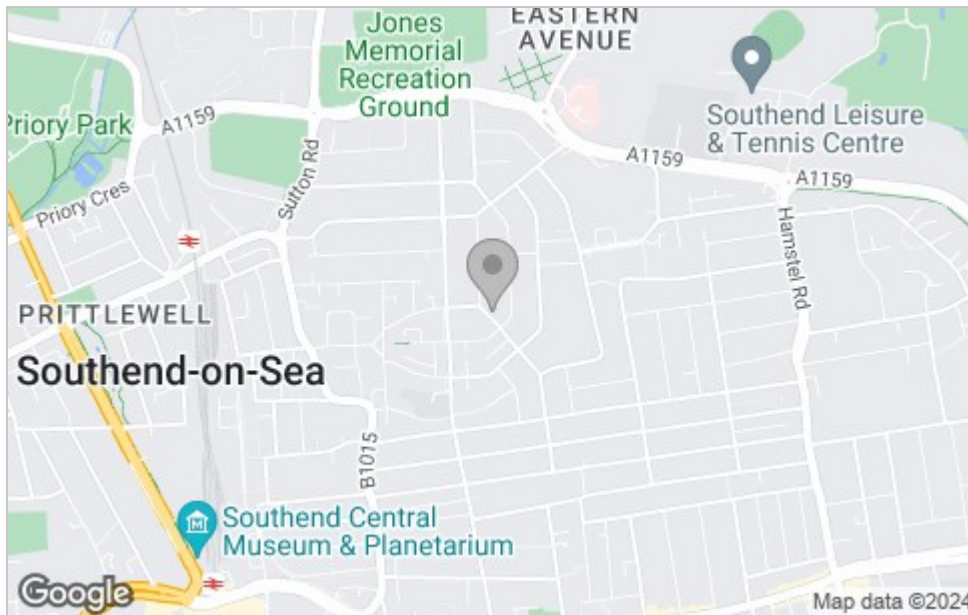 EASTERN
AVENUE
Jones
Memorial
Recreation
Ground
Southend Leisure
& Tennis Centre
Priory Park
A1159
A1159
A1159
Sutton Rd
Priory Cres
Hamstel Rd
PRITTLEWELL
Southend-on-Sea
B1015
Southend Central
Museum & Planetarium
Google
Map data ©2024